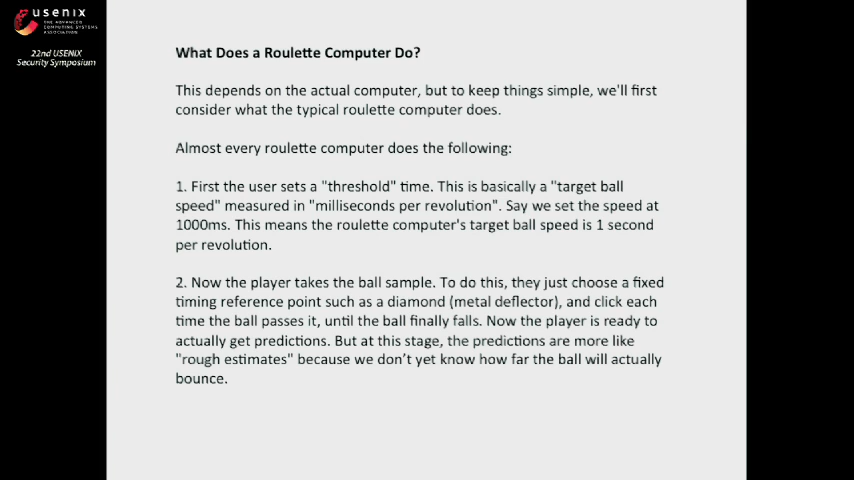 usenix
THE ADVANCED
COMPUTING SYSTEMS
ASSOCIATION
22nd USENIX
Security Symposium
What Does a Roulette Computer Do?
This depends on the actual computer, but to keep things simple, we'll first
consider what the typical roulette computer does.
Almost every roulette computer does the following:
1. First the user sets a "threshold" time. This is basically a "target ball
speed" measured in "milliseconds per revolution". Say we set the speed at
1000ms. This means the roulette computer's target ball speed is 1 second
per revolution.
2. Now the player takes the ball sample. To do this, they just choose a fixed
timing reference point such as a diamond (metal deflector), and click each
time the ball passes it, until the ball finally falls. Now the player is ready to
actually get predictions. But at this stage, the predictions are more like
"rough estimates" because we don't yet know how far the ball will actually
bounce.